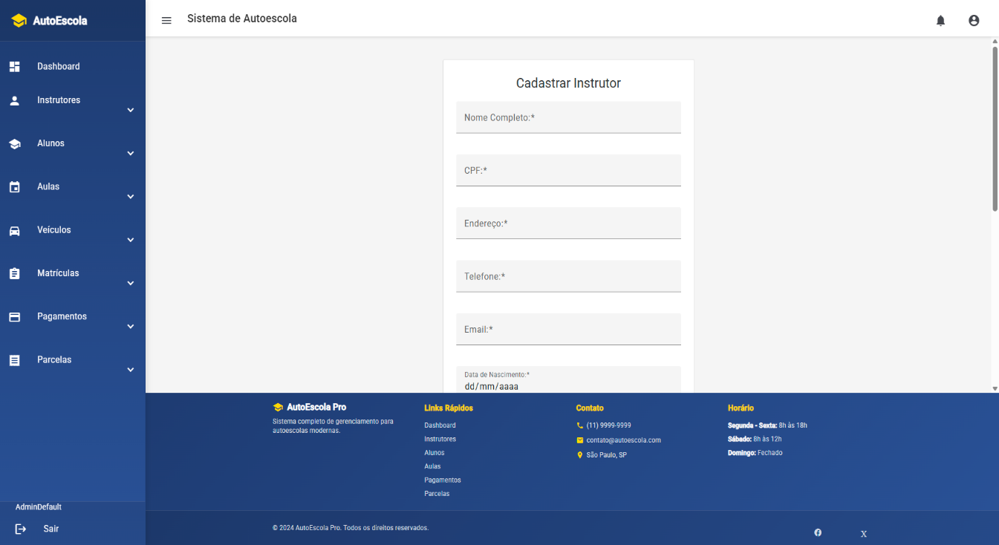 AutoEscola
Sistema de Autoescola
Dashboard
Instrutores
Alunos
Aulas
Veículos
Matrículas
Pagamentos
Parcelas
AdminDefault
Sair
Cadastrar Instrutor
Nome Completo:*
CPF:*
Endereço:*
Telefone:*
Email:*
Data de Nascimento:*
dd/mm/aaaa
AutoEscola Pro
Sistema completo de gerenciamento para
autoescolas modernas.
Links Rápidos
Dashboard
Instrutores
Alunos
Aulas
Pagamentos
Parcelas
Contato
(11) 9999-9999
contato@autoescola.com
São Paulo, SP
Horário
Segunda - Sexta: 8h às 18h
Sábado: 8h às 12h
Domingo: Fechado
© 2024 AutoEscola Pro. Todos os direitos reservados.
X